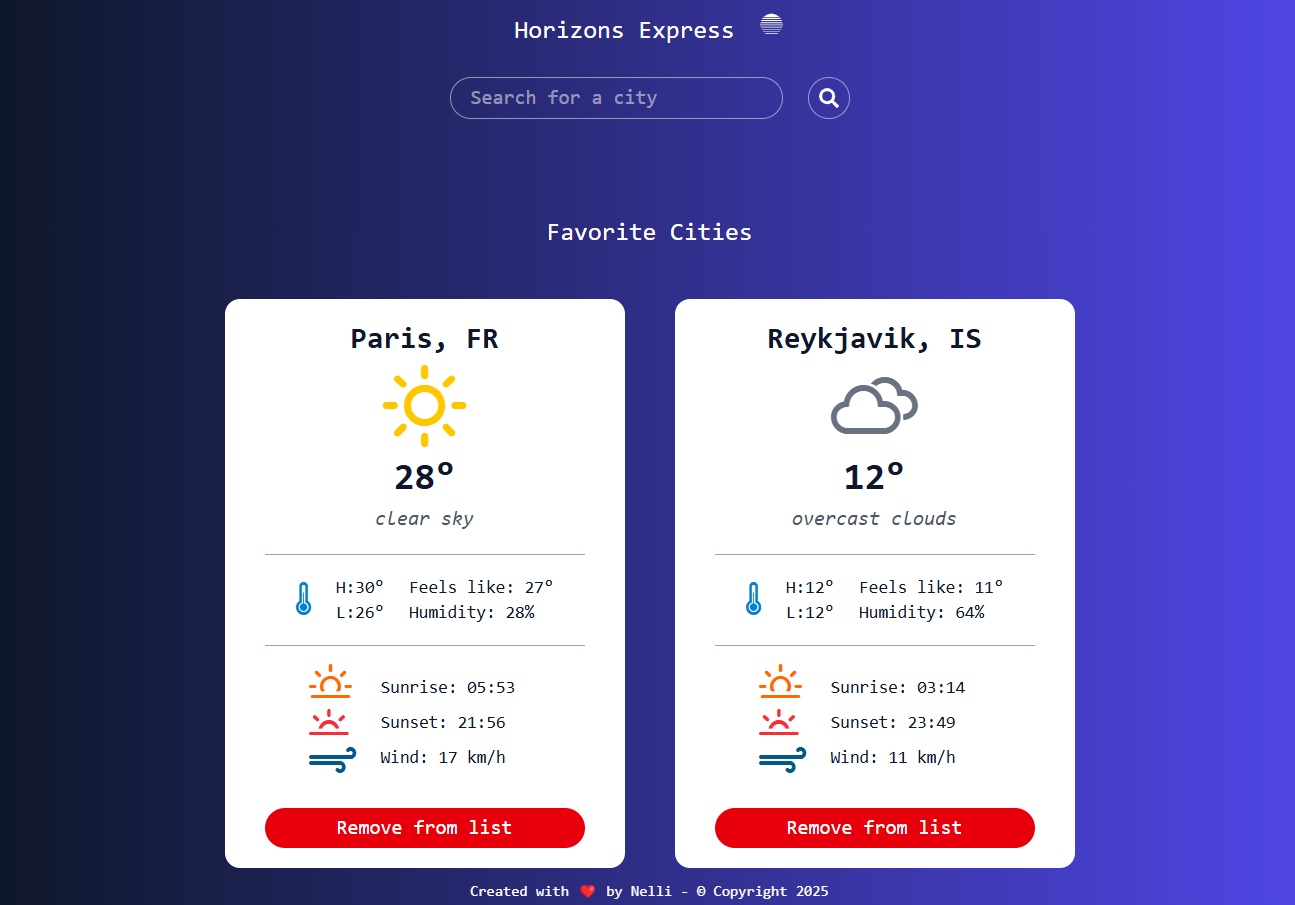 Horizons Express
Search for a city
Favorite Cities
Paris, FR
28°
clear sky
H:30° Feels like: 27°
L:26° Humidity: 28%
Sunrise: 05:53
Sunset: 21:56
Wind: 17 km/h
Remove from list
Reykjavik, IS
12°
overcast clouds
H:12° Feels like: 11°
L:12° Humidity: 64%
Sunrise: 03:14
Sunset: 23:49
Wind: 11 km/h
Remove from list
Created with ❤️ by Nelli - © Copyright 2025